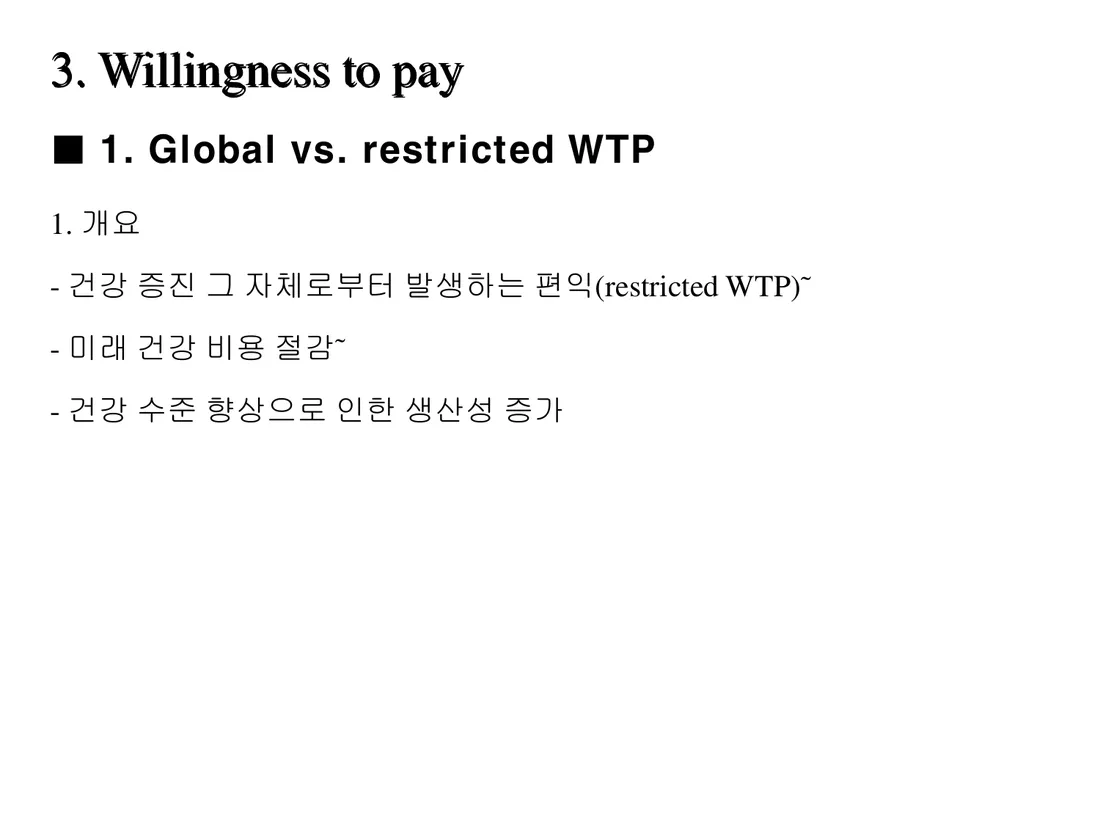 3. Willingness to pay
■ 1. Global vs. restricted WTP
1. 개요
- 건강 증진 그 자체로부터 발생하는 편익(restricted WTP)~
- 미래 건강 비용 절감~
- 건강 수준 향상으로 인한 생산성 증가